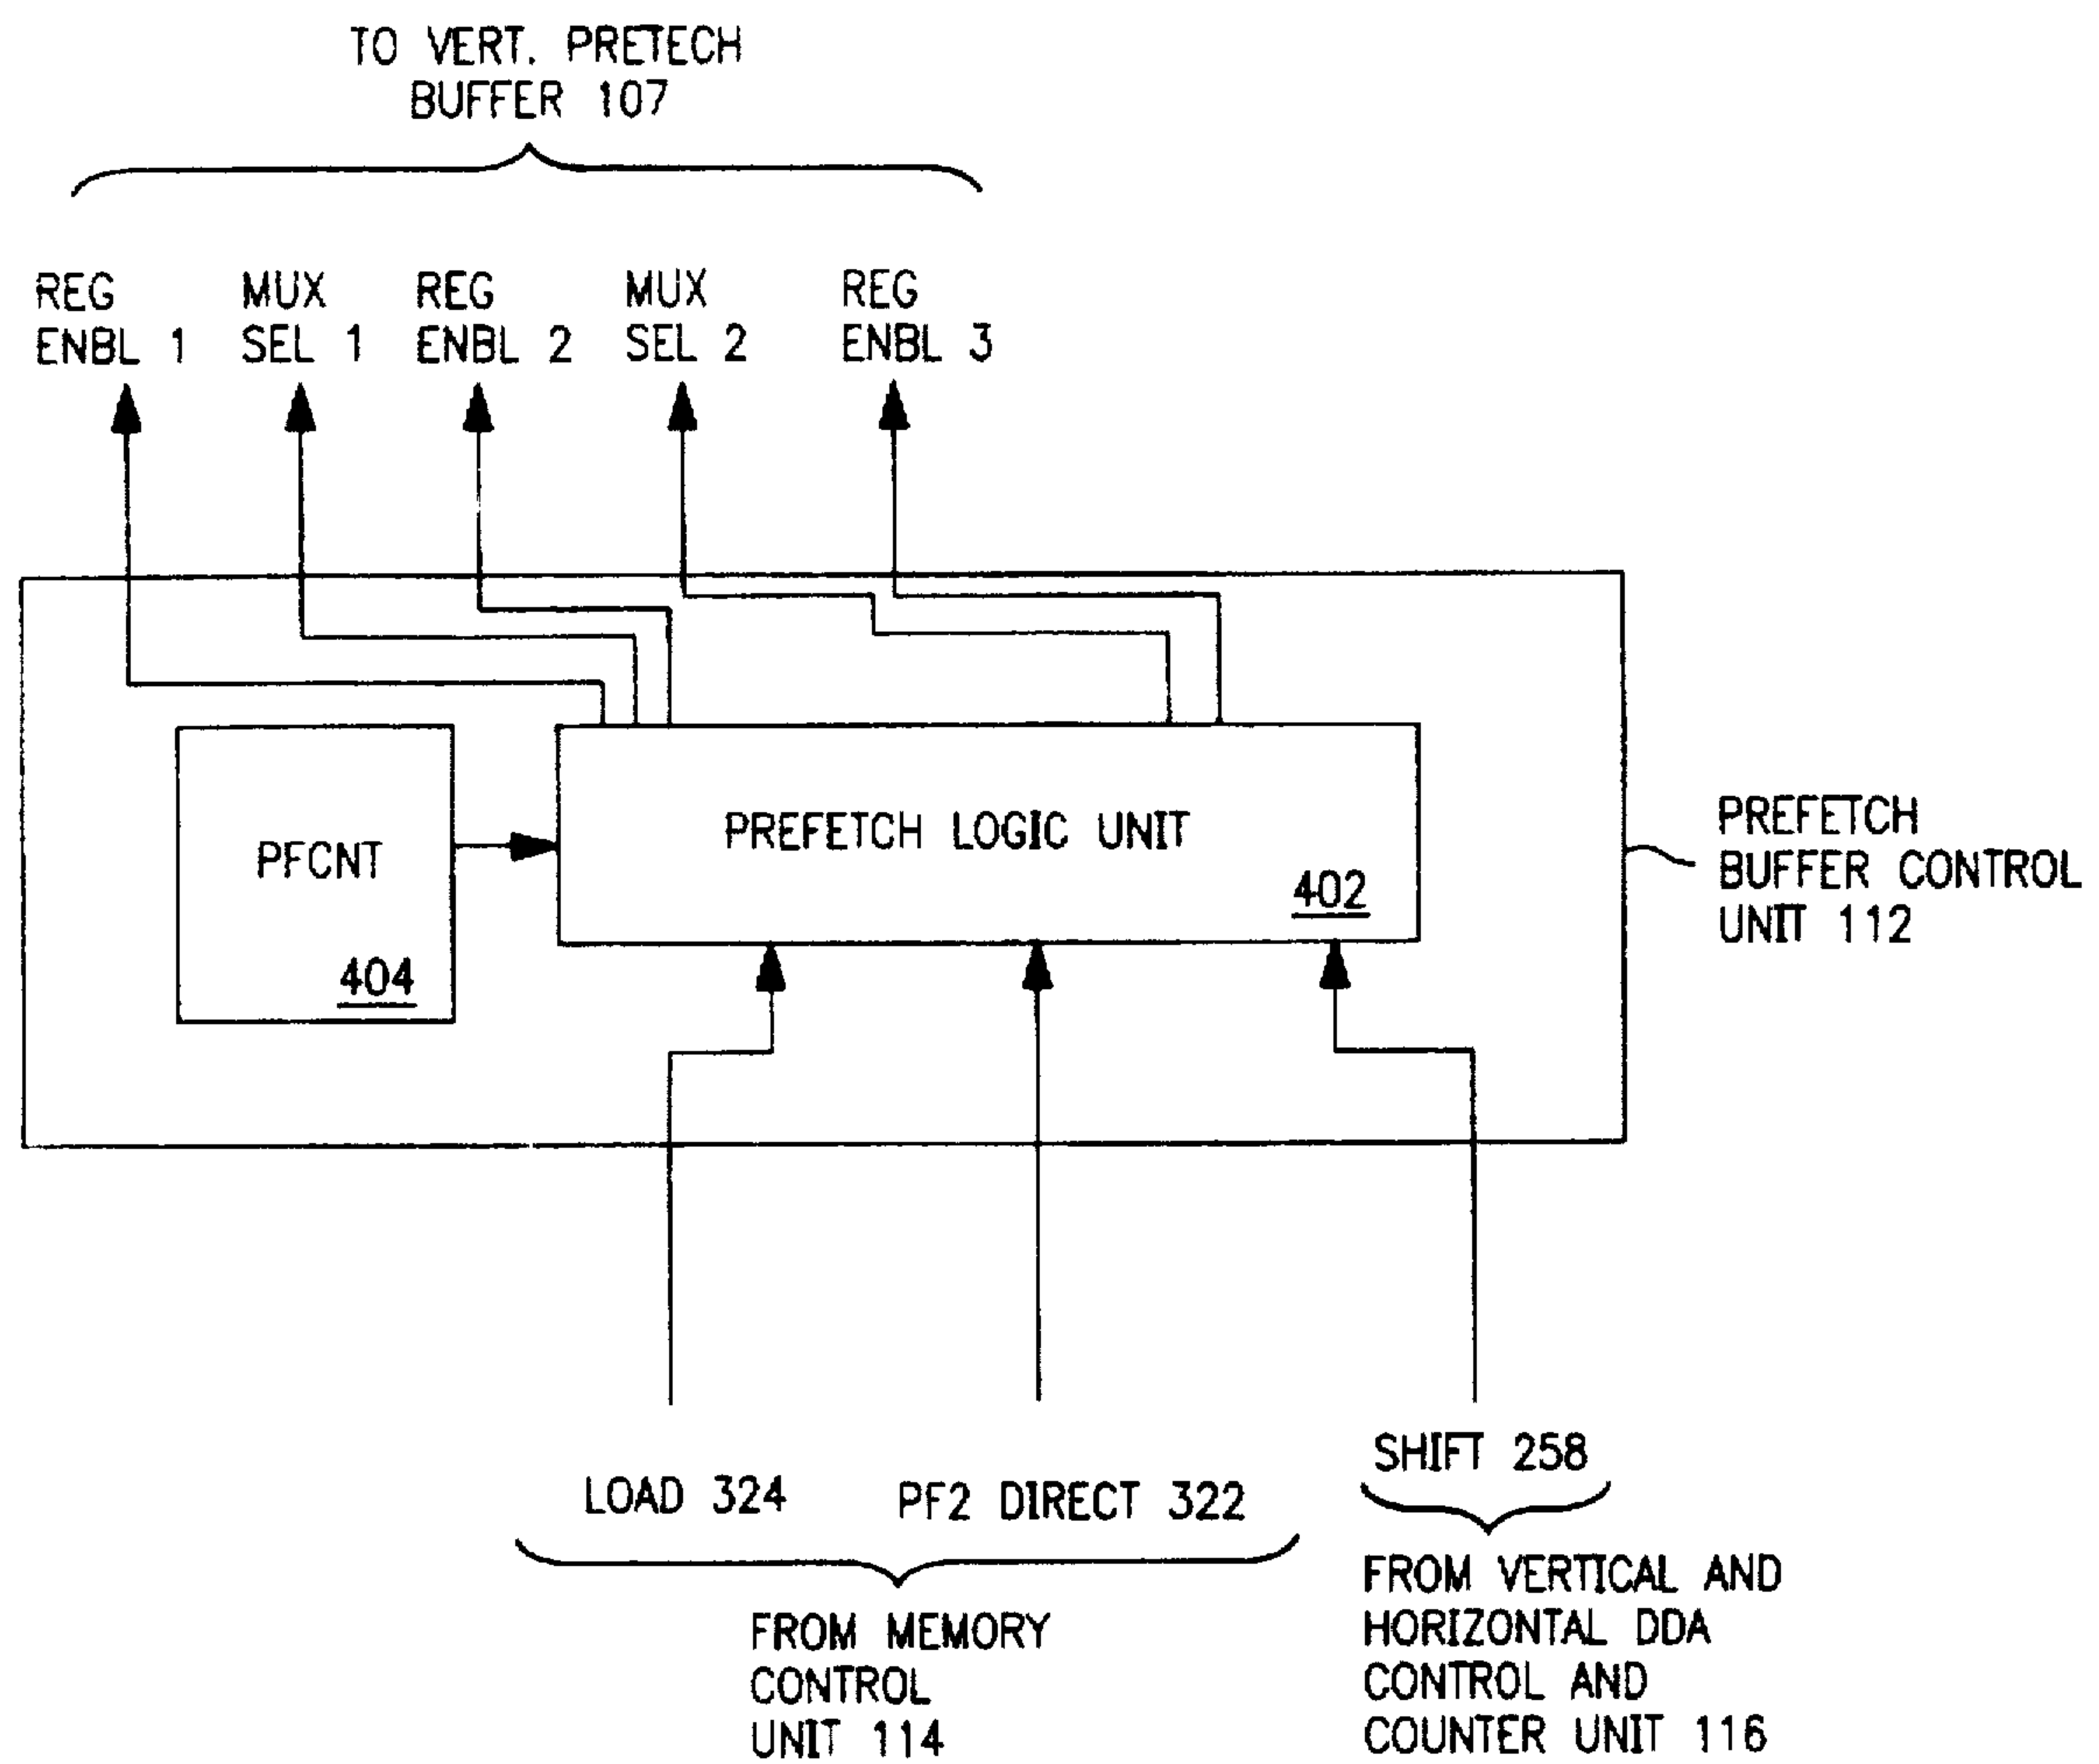 TO VERT. PRETECH
BUFFER 107
REG
ENBL 1
MUX
SEL 1
REG
ENBL 2
MUX
SEL 2
REG
ENBL 3
PFCNT
404
PREFETCH LOGIC UNIT
402
PREFETCH
BUFFER CONTROL
UNIT 112
LOAD 324
PF2 DIRECT 322
SHIFT 258
FROM MEMORY
CONTROL
UNIT 114
FROM VERTICAL AND
HORIZONTAL DDA
CONTROL AND
COUNTER UNIT 116